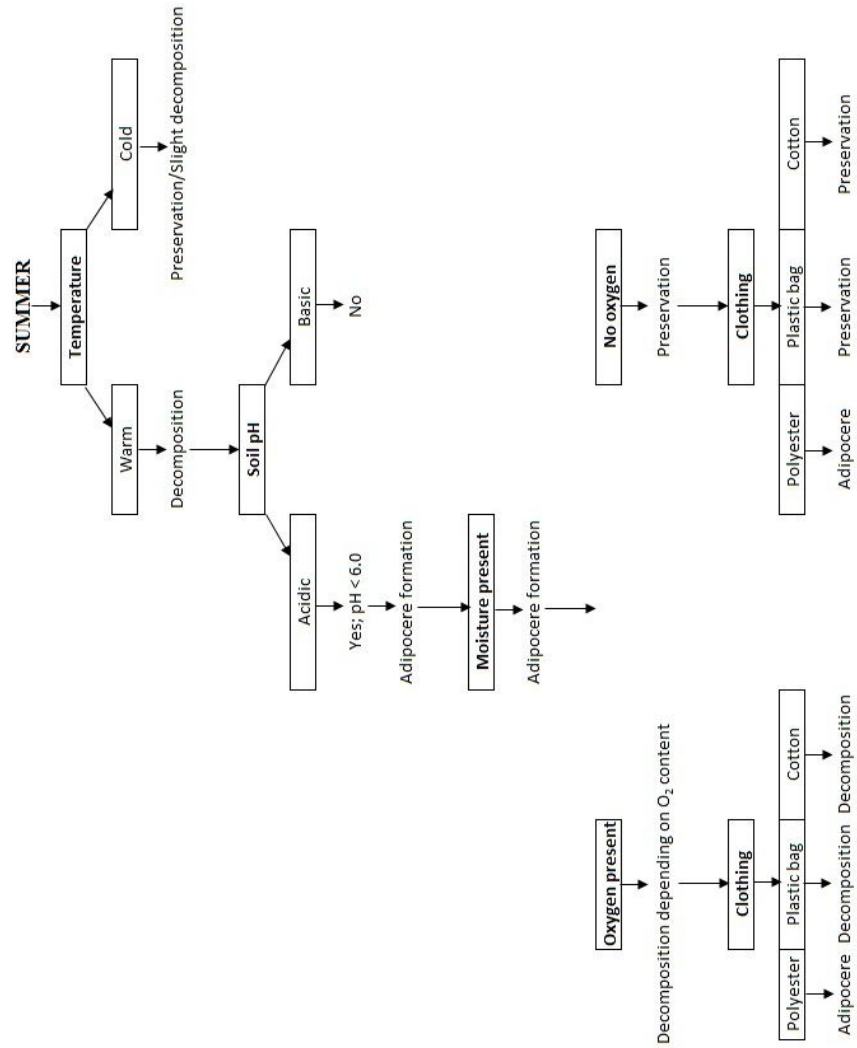 SUMMER
Temperature
Warm
Cold
Decomposition
Preservation/Slight decomposition
Soil pH
Acidic
Basic
Yes; pH < 6.0
No
Adipocere formation
Moisture present
Adipocere formation
Oxygen present
No oxygen
Decomposition depending on O₂ content
Preservation
Clothing
Clothing
Polyester
Plastic bag
Cotton
Polyester
Plastic bag
Cotton
Adipocere
Decomposition
Decomposition
Adipocere
Preservation
Preservation